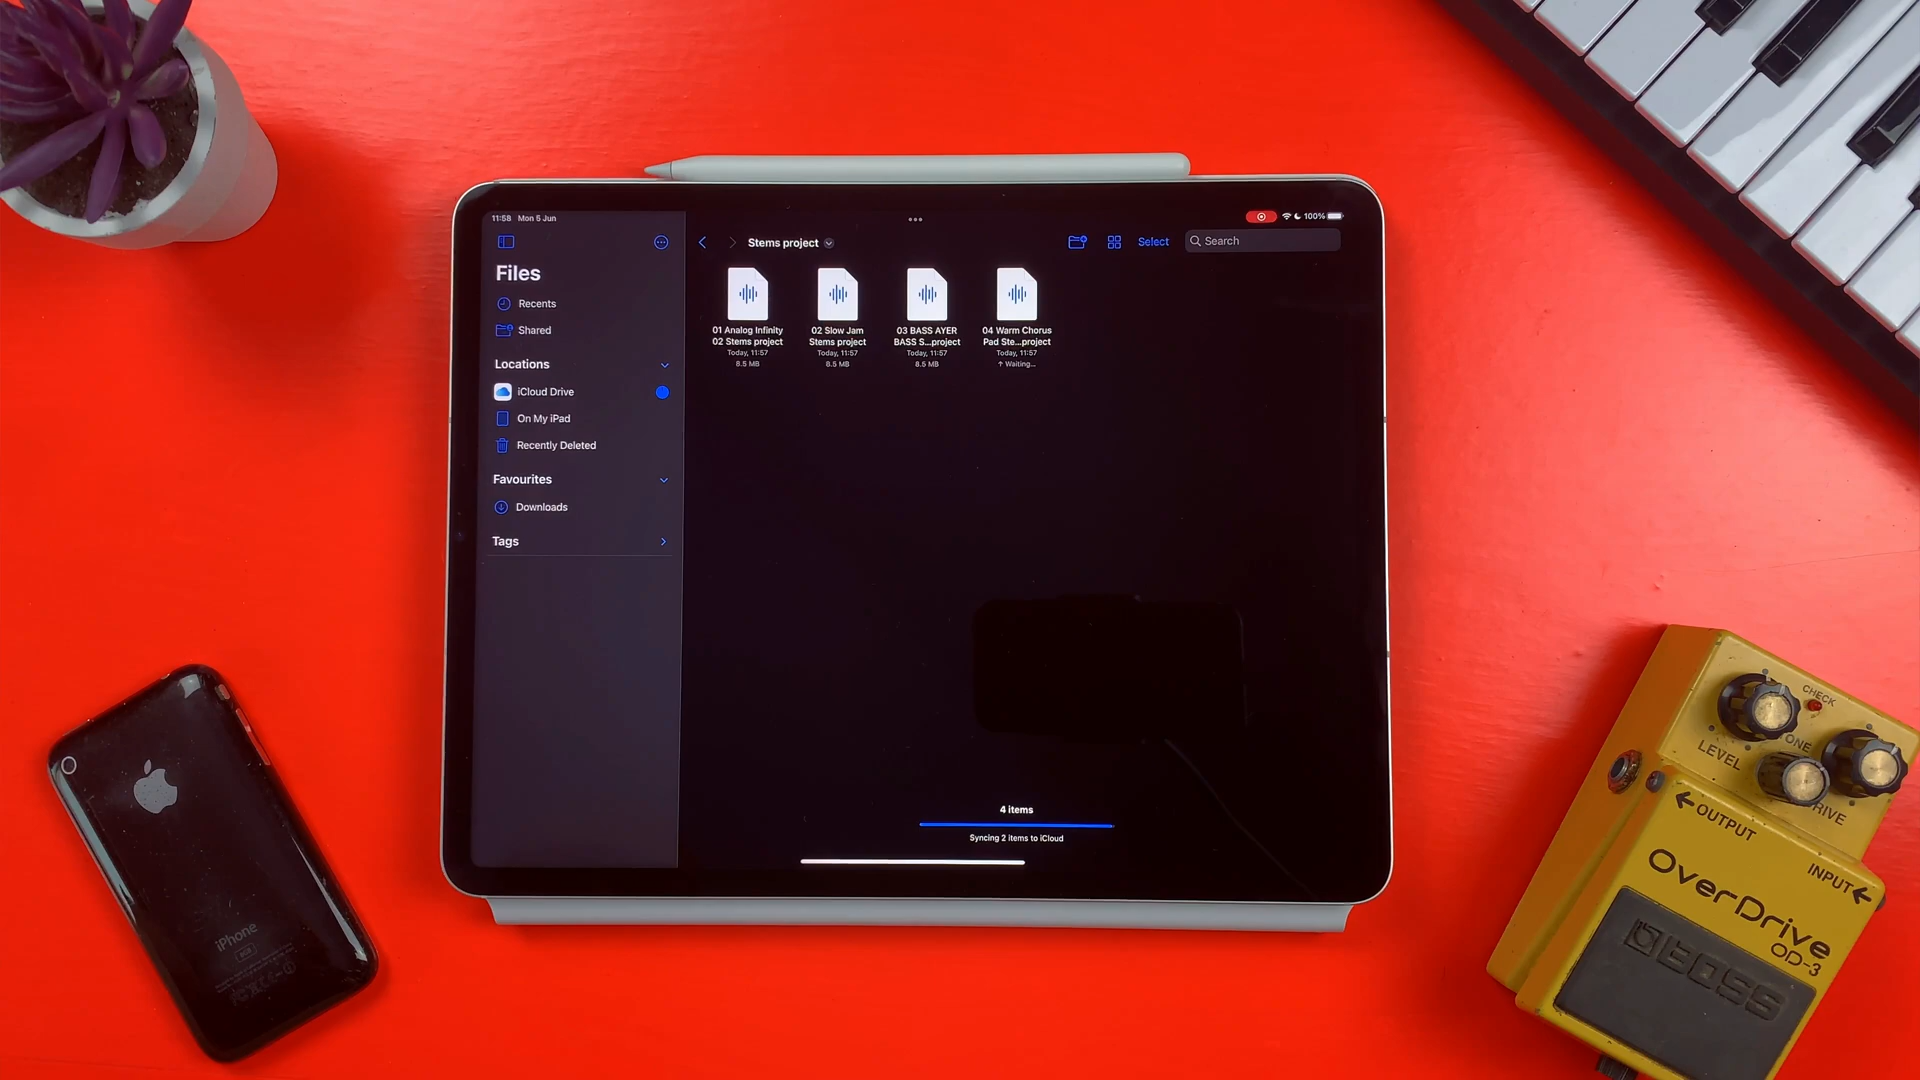 11:58 Mon 5 Jun
100%
Files
Recents
Shared
Locations
iCloud Drive
On My iPad
Recently Deleted
Favourites
Downloads
Tags
Stems project
Select
Search
01 Analog Infinity
02 Stems project
Today, 11:57
8.5 MB
02 Slow Jam
Stems project
Today, 11:57
8.5 MB
03 BASS AYER
BASS S...project
Today, 11:57
8.5 MB
04 Warm Chorus
Pad Ste...project
Today, 11:57
↑ Waiting...
4 items
Syncing 2 items to iCloud
iPhone
8GB
CHECK
LEVEL
TONE
DRIVE
OUTPUT
INPUT
OverDrive
OD-3
BOSS